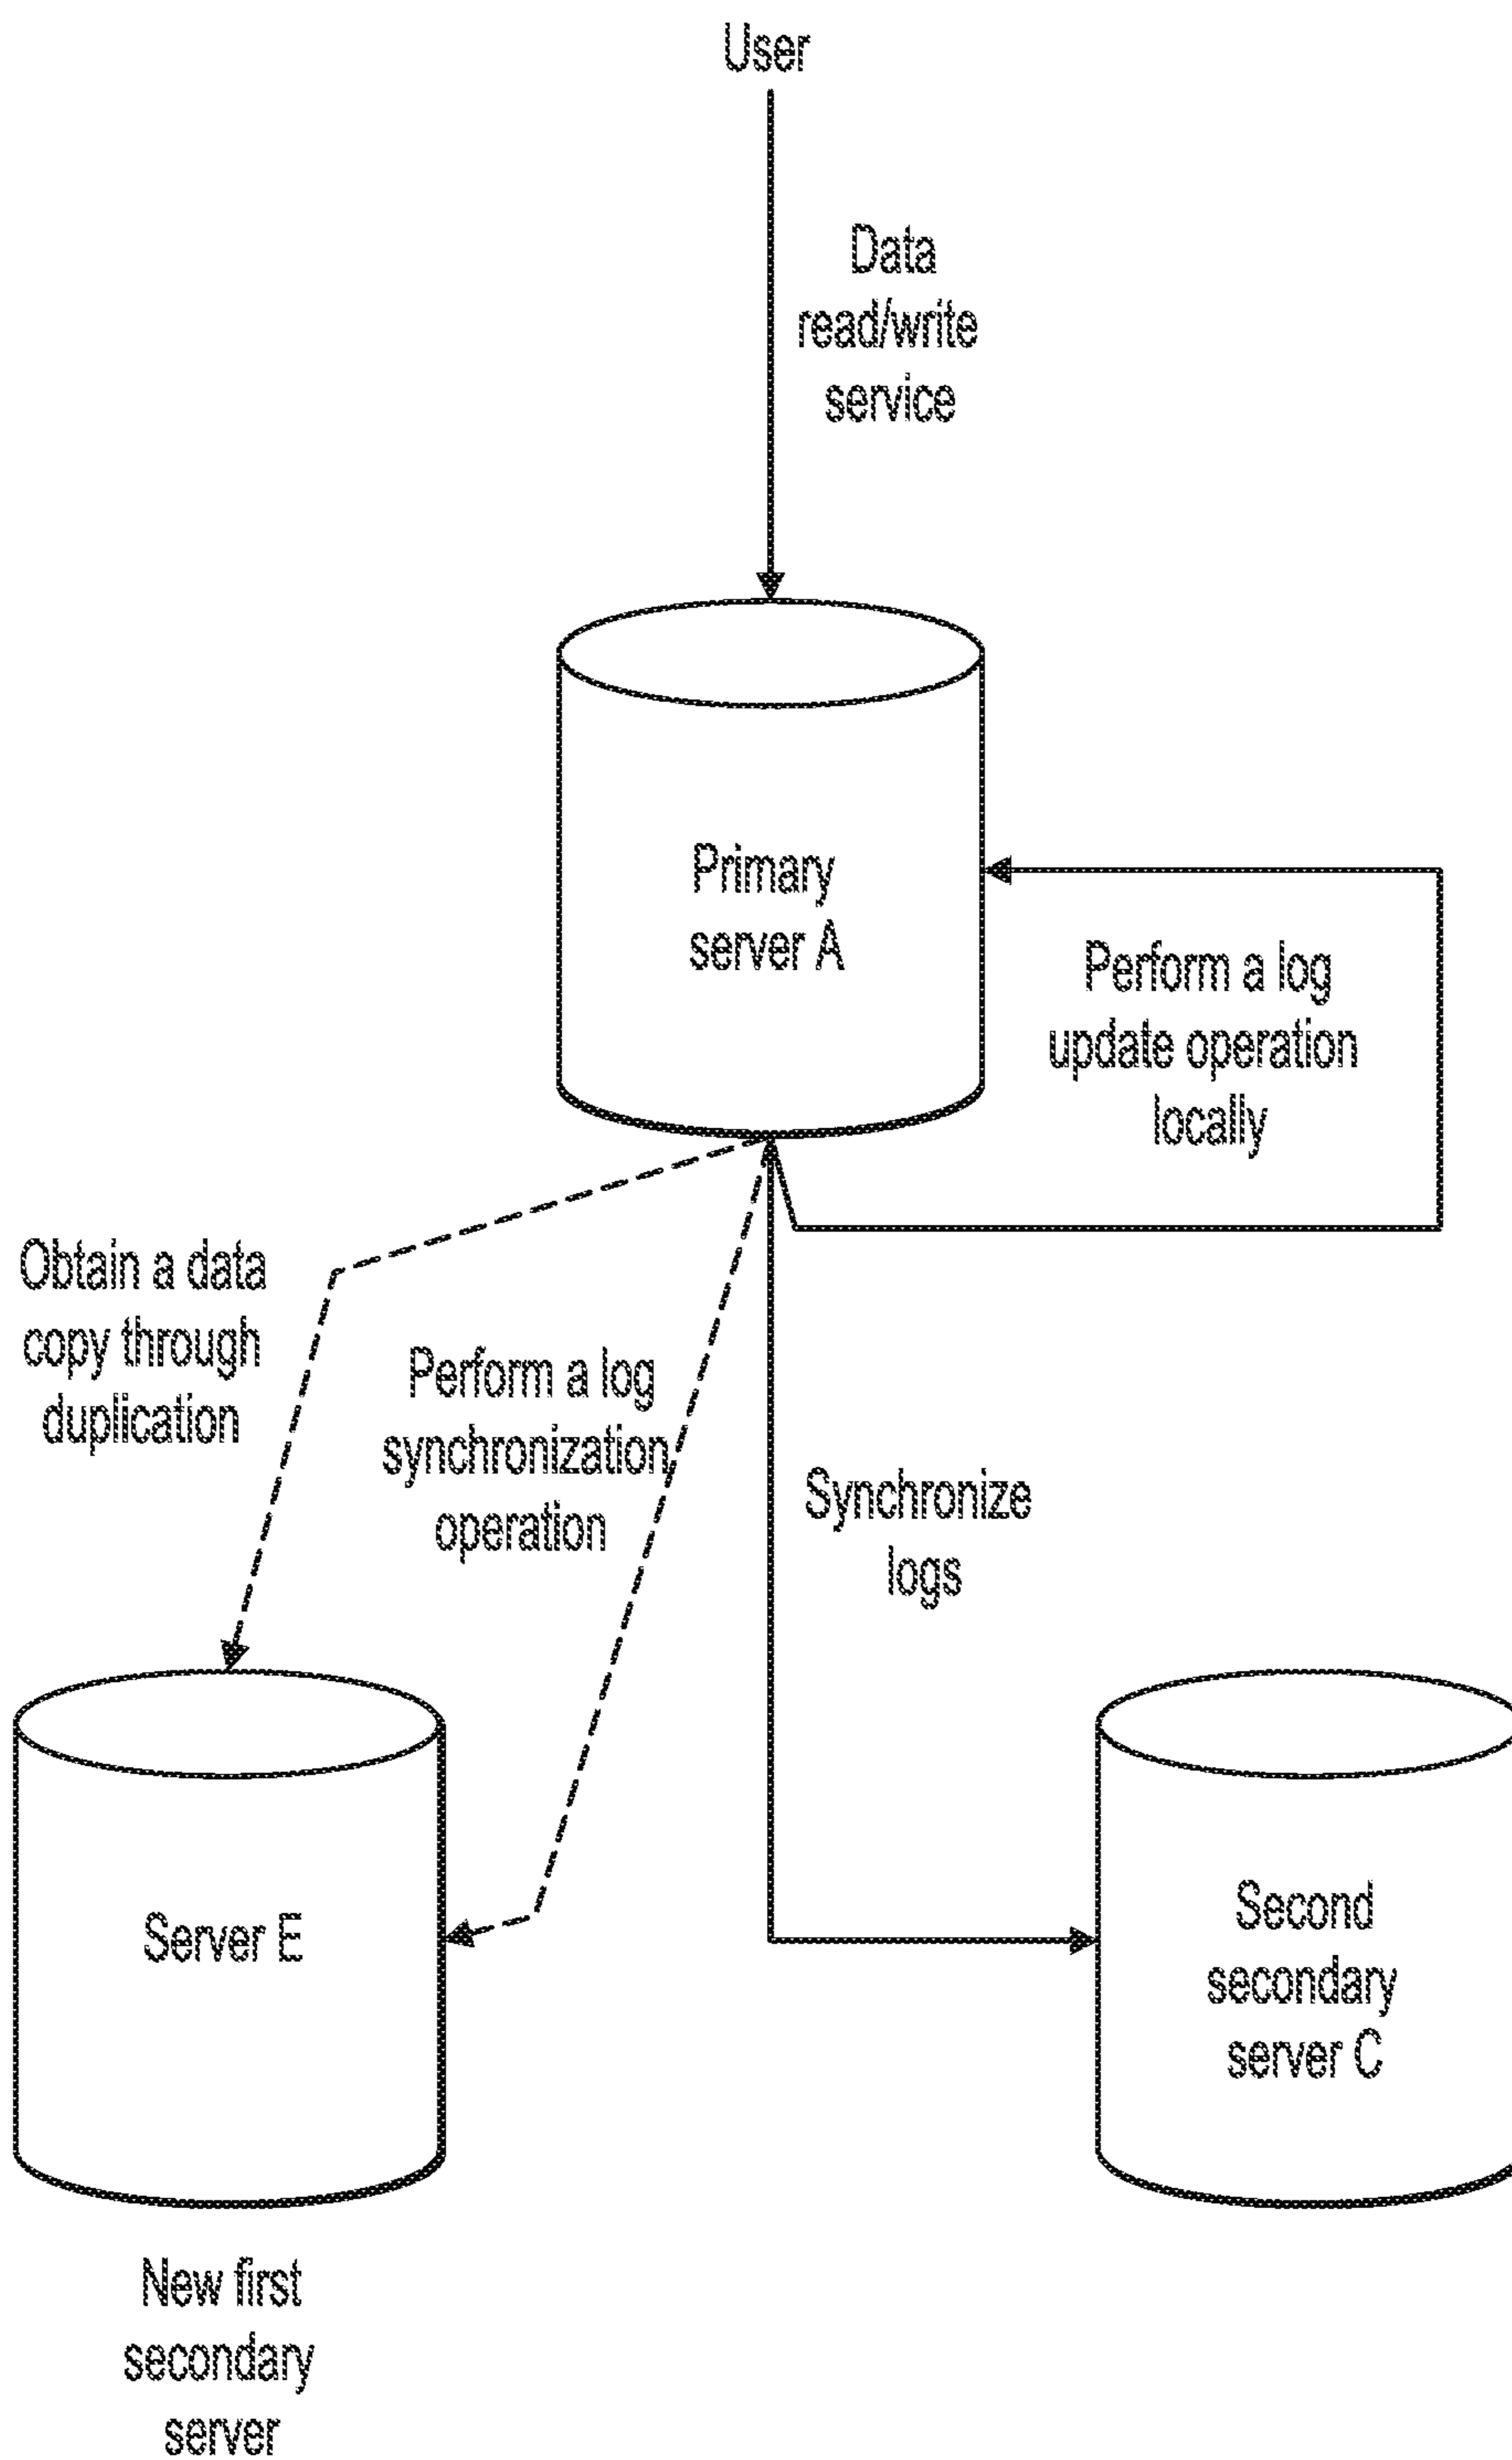 User
Data
read/write
service
Primary
server A
Perform a log
update operation
locally
Obtain a data
copy through
duplication
Perform a log
synchronization
operation
Synchronize
logs
Server E
Second
secondary
server C
New first
secondary
server